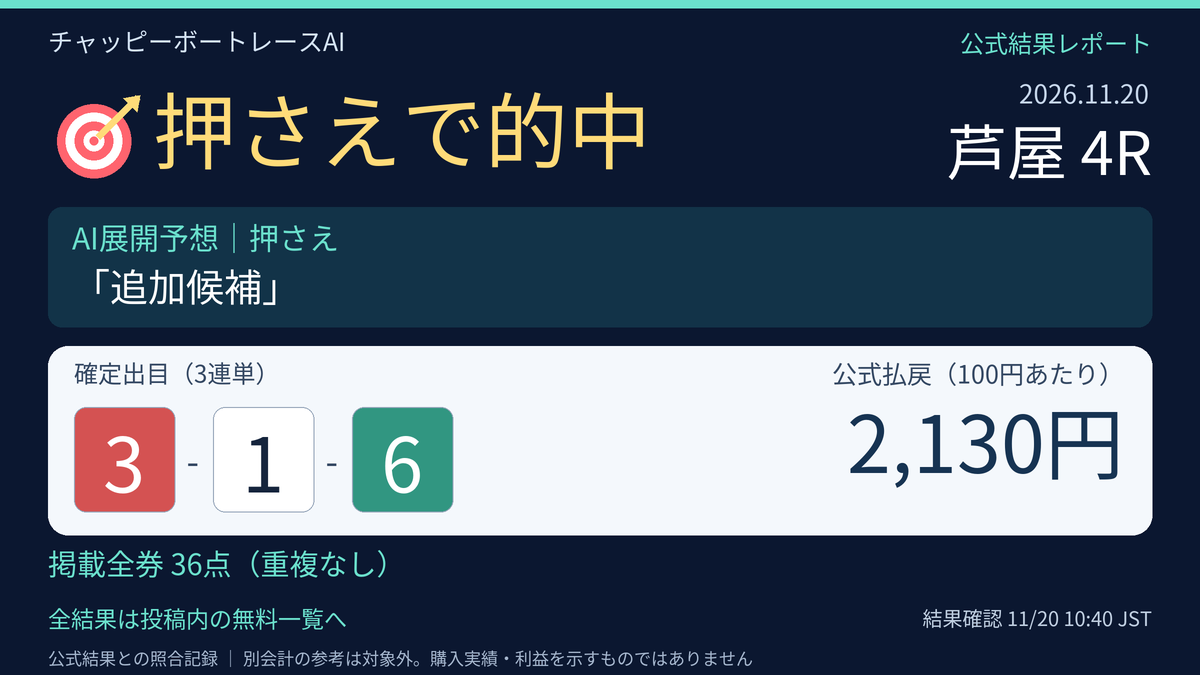 チャッピーボートレースAI
公式結果レポート
2026.11.20
押さえで的中
芦屋 4R
AI展開予想｜押さえ
「追加候補」
確定出目（3連単）
公式払戻（100円あたり）
3 - 1 - 6
2,130円
掲載全券 36点（重複なし）
全結果は投稿内の無料一覧へ
結果確認 11/20 10:40 JST
公式結果との照合記録 ｜ 別会計の参考は対象外。購入実績・利益を示すものではありません